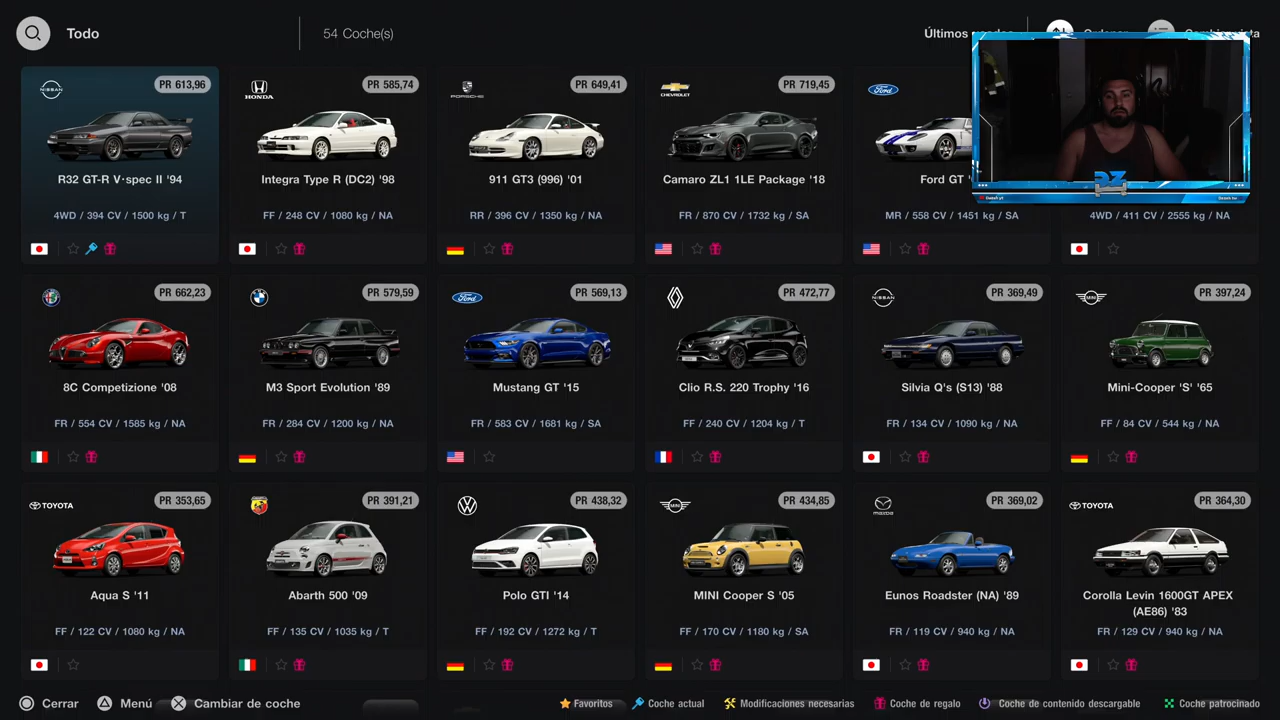 Todo
54 Coche(s)
PR 613,96
R32 GT-R V·spec II '94
4WD / 394 CV / 1500 kg / T
HONDA
PR 585,74
Integra Type R (DC2) '98
FF / 248 CV / 1080 kg / NA
PORSCHE
PR 649,41
911 GT3 (996) '01
RR / 396 CV / 1350 kg / NA
CHEVROLET
PR 719,45
Camaro ZL1 1LE Package '18
FR / 870 CV / 1732 kg / SA
Ford
Ford GT
MR / 558 CV / 1451 kg / SA
4WD / 411 CV / 2555 kg / NA
PR 662,23
8C Competizione '08
FR / 554 CV / 1585 kg / NA
PR 579,59
M3 Sport Evolution '89
FR / 284 CV / 1200 kg / NA
Ford
PR 569,13
Mustang GT '15
FR / 583 CV / 1681 kg / SA
PR 472,77
Clio R.S. 220 Trophy '16
FF / 240 CV / 1204 kg / T
NISSAN
PR 369,49
Silvia Q's (S13) '88
FR / 134 CV / 1090 kg / NA
MINI
PR 397,24
Mini-Cooper 'S' '65
FF / 84 CV / 544 kg / NA
TOYOTA
PR 353,65
Aqua S '11
FF / 122 CV / 1080 kg / NA
PR 391,21
Abarth 500 '09
FF / 135 CV / 1035 kg / T
PR 438,32
Polo GTI '14
FF / 192 CV / 1272 kg / T
MINI
PR 434,85
MINI Cooper S '05
FF / 170 CV / 1180 kg / SA
mazda
PR 369,02
Eunos Roadster (NA) '89
FR / 119 CV / 940 kg / NA
TOYOTA
PR 364,30
Corolla Levin 1600GT APEX
(AE86) '83
FR / 129 CV / 940 kg / NA
Cerrar
Menú
Cambiar de coche
Favoritos
Coche actual
Modificaciones necesarias
Coche de regalo
Coche de contenido descargable
Coche patrocinado